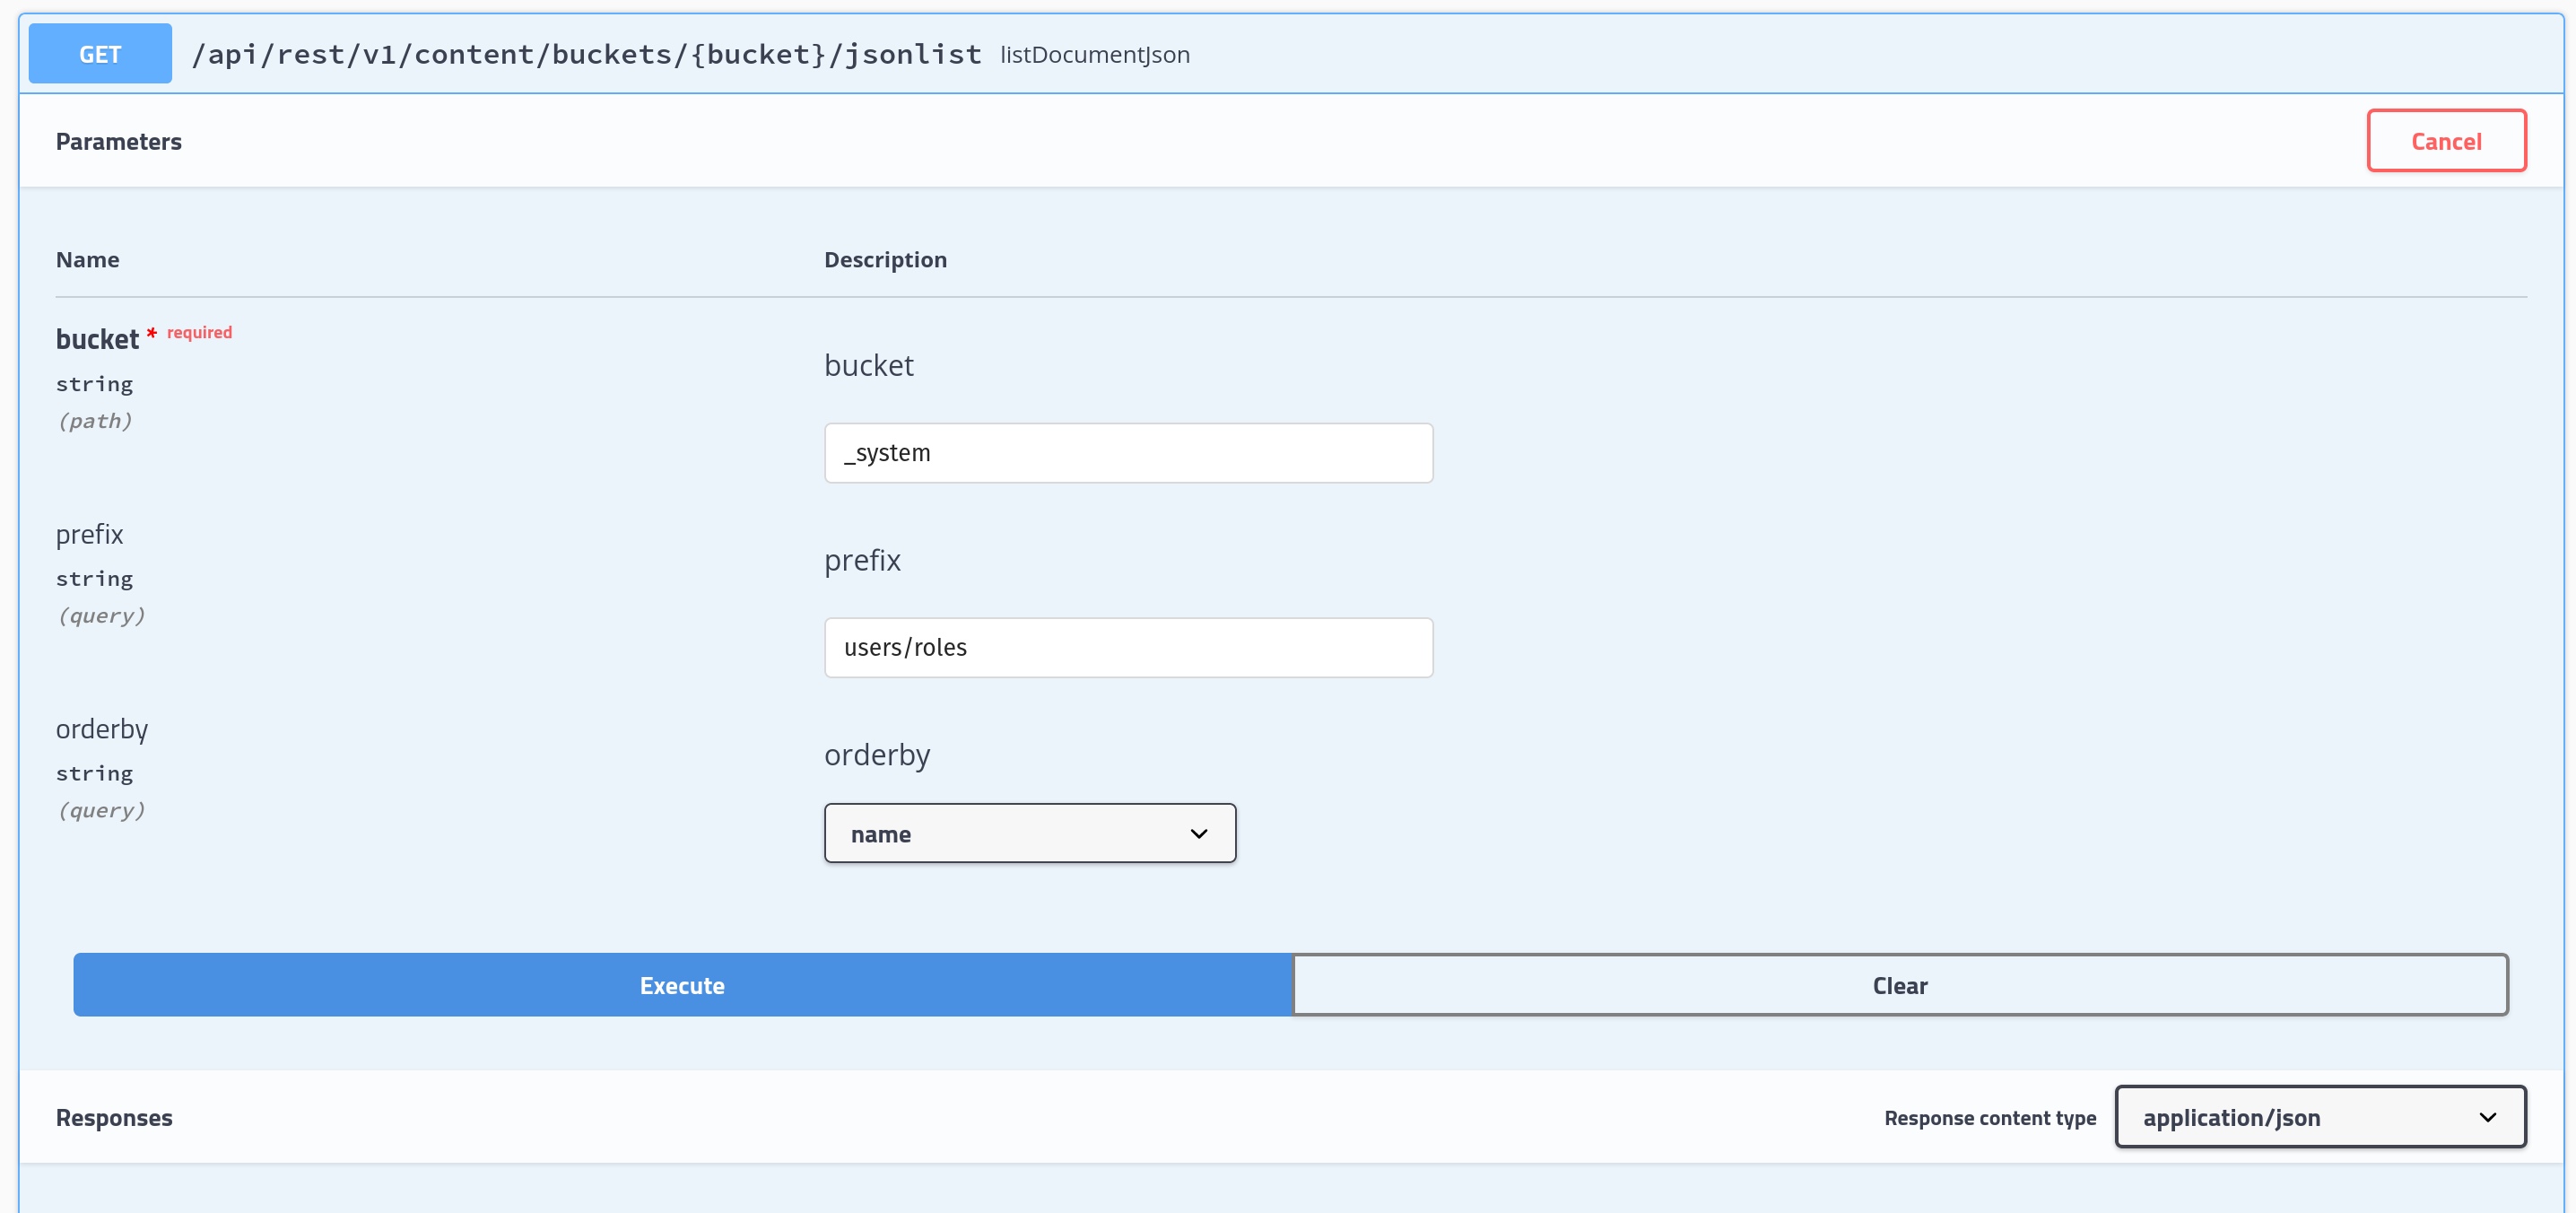 GET /api/rest/v1/content/buckets/{bucket}/jsonlist listDocumentJson
Parameters
Cancel
Name Description
bucket * required
string
(path)
bucket
_system
prefix
string
(query)
prefix
users/roles
orderby
string
(query)
orderby
name
Execute Clear
Responses Response content type application/json